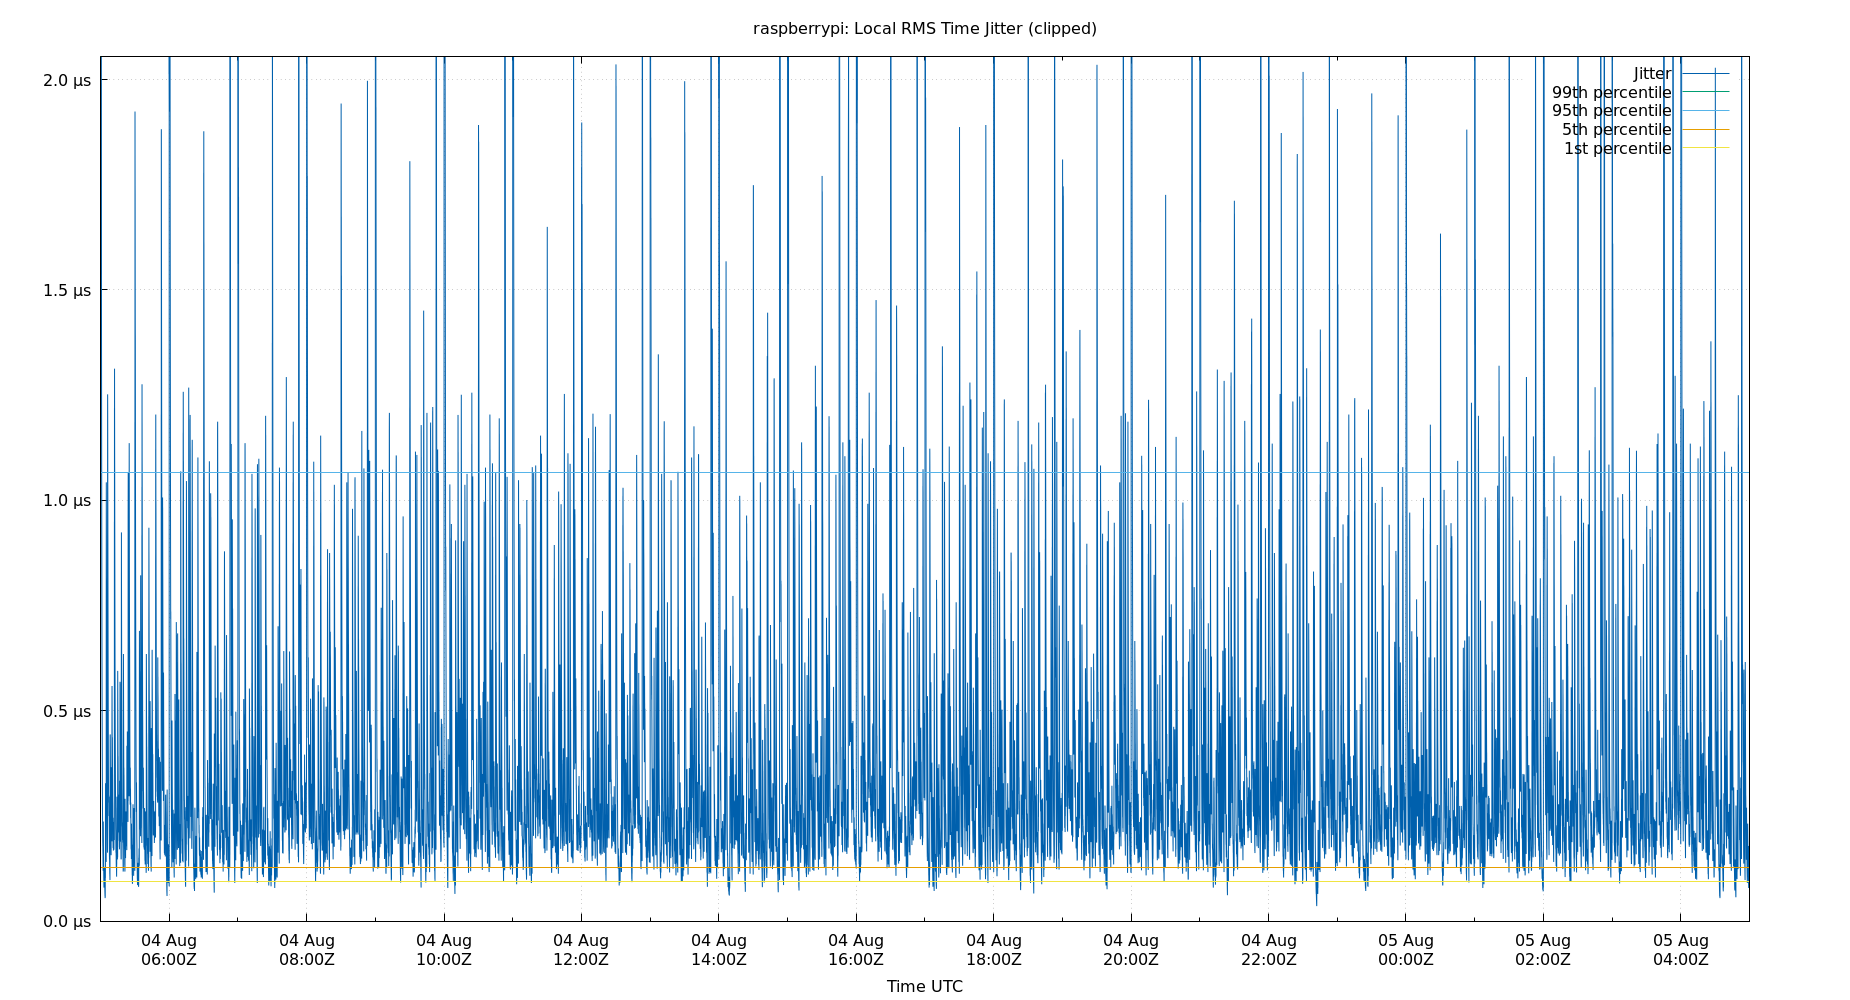 raspberrypi: Local RMS Time Jitter (clipped)
2.0 µs
1.5 µs
1.0 µs
0.5 µs
0.0 µs
Jitter
99th percentile
95th percentile
5th percentile
1st percentile
04 Aug 04 Aug 04 Aug 04 Aug 04 Aug 04 Aug 04 Aug 04 Aug 04 Aug 05 Aug 05 Aug 05 Aug
06:00Z 08:00Z 10:00Z 12:00Z 14:00Z 16:00Z 18:00Z 20:00Z 22:00Z 00:00Z 02:00Z 04:00Z
Time UTC